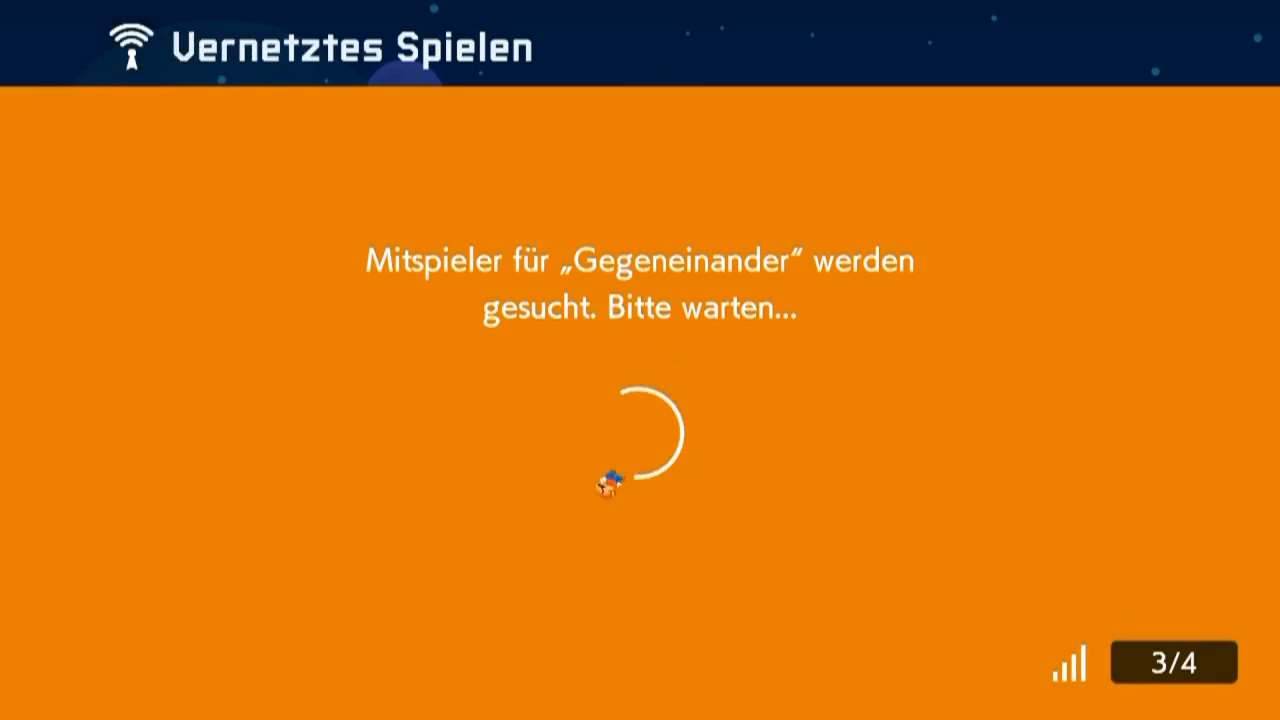 Vernetztes Spielen
Mitspieler für „Gegeneinander“ werden
gesucht. Bitte warten...
3/4